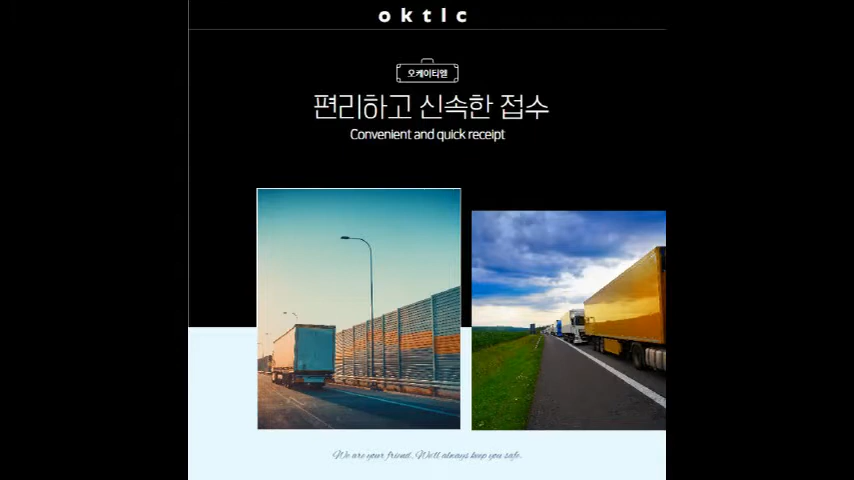 oktlc
오케이티엘
편리하고 신속한 접수
Convenient and quick receipt
We are your friend. We'll always keep you safe.